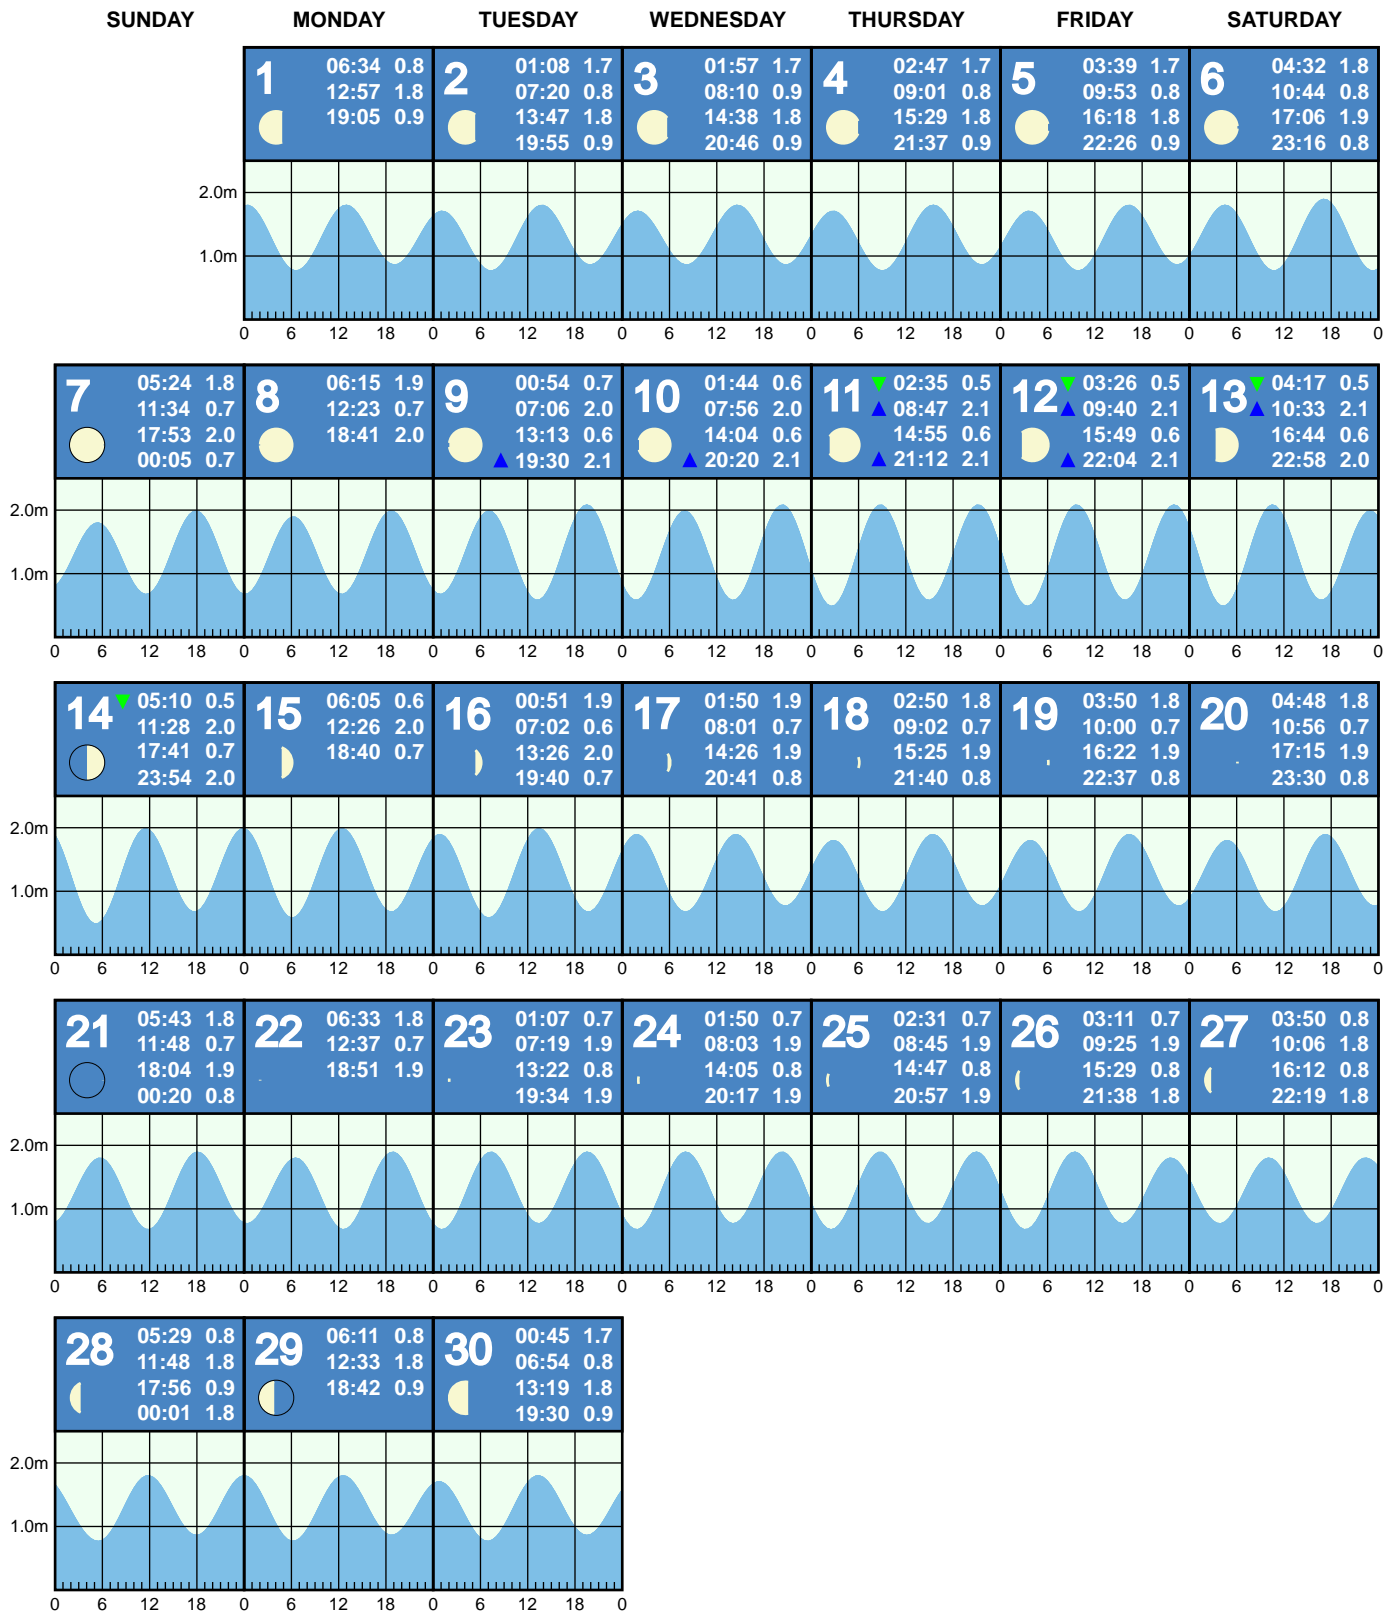 SUNDAY MONDAY TUESDAY WEDNESDAY THURSDAY FRIDAY SATURDAY
1 06:34 0.8
12:57 1.8
19:05 0.9
2 01:08 1.7
07:20 0.8
13:47 1.8
19:55 0.9
3 01:57 1.7
08:10 0.9
14:38 1.8
20:46 0.9
4 02:47 1.7
09:01 0.8
15:29 1.8
21:37 0.9
5 03:39 1.7
09:53 0.8
16:18 1.8
22:26 0.9
6 04:32 1.8
10:44 0.8
17:06 1.9
23:16 0.8
2.0m
1.0m
0 6 12 18 0 6 12 18 0 6 12 18 0 6 12 18 0 6 12 18 0 6 12 18 0
7 05:24 1.8
11:34 0.7
17:53 2.0
00:05 0.7
8 06:15 1.9
12:23 0.7
18:41 2.0
9 00:54 0.7
07:06 2.0
13:13 0.6
19:30 2.1
10 01:44 0.6
07:56 2.0
14:04 0.6
20:20 2.1
11 02:35 0.5
08:47 2.1
14:55 0.6
21:12 2.1
12 03:26 0.5
09:40 2.1
15:49 0.6
22:04 2.1
13 04:17 0.5
10:33 2.1
16:44 0.6
22:58 2.0
2.0m
1.0m
0 6 12 18 0 6 12 18 0 6 12 18 0 6 12 18 0 6 12 18 0 6 12 18 0 6 12 18 0
14 05:10 0.5
11:28 2.0
17:41 0.7
23:54 2.0
15 06:05 0.6
12:26 2.0
18:40 0.7
16 00:51 1.9
07:02 0.6
13:26 2.0
19:40 0.7
17 01:50 1.9
08:01 0.7
14:26 1.9
20:41 0.8
18 02:50 1.8
09:02 0.7
15:25 1.9
21:40 0.8
19 03:50 1.8
10:00 0.7
16:22 1.9
22:37 0.8
20 04:48 1.8
10:56 0.7
17:15 1.9
23:30 0.8
2.0m
1.0m
0 6 12 18 0 6 12 18 0 6 12 18 0 6 12 18 0 6 12 18 0 6 12 18 0 6 12 18 0
21 05:43 1.8
11:48 0.7
18:04 1.9
00:20 0.8
22 06:33 1.8
12:37 0.7
18:51 1.9
23 01:07 0.7
07:19 1.9
13:22 0.8
19:34 1.9
24 01:50 0.7
08:03 1.9
14:05 0.8
20:17 1.9
25 02:31 0.7
08:45 1.9
14:47 0.8
20:57 1.9
26 03:11 0.7
09:25 1.9
15:29 0.8
21:38 1.8
27 03:50 0.8
10:06 1.8
16:12 0.8
22:19 1.8
2.0m
1.0m
0 6 12 18 0 6 12 18 0 6 12 18 0 6 12 18 0 6 12 18 0 6 12 18 0 6 12 18 0
28 05:29 0.8
11:48 1.8
17:56 0.9
00:01 1.8
29 06:11 0.8
12:33 1.8
18:42 0.9
30 00:45 1.7
06:54 0.8
13:19 1.8
19:30 0.9
2.0m
1.0m
0 6 12 18 0 6 12 18 0 6 12 18 0